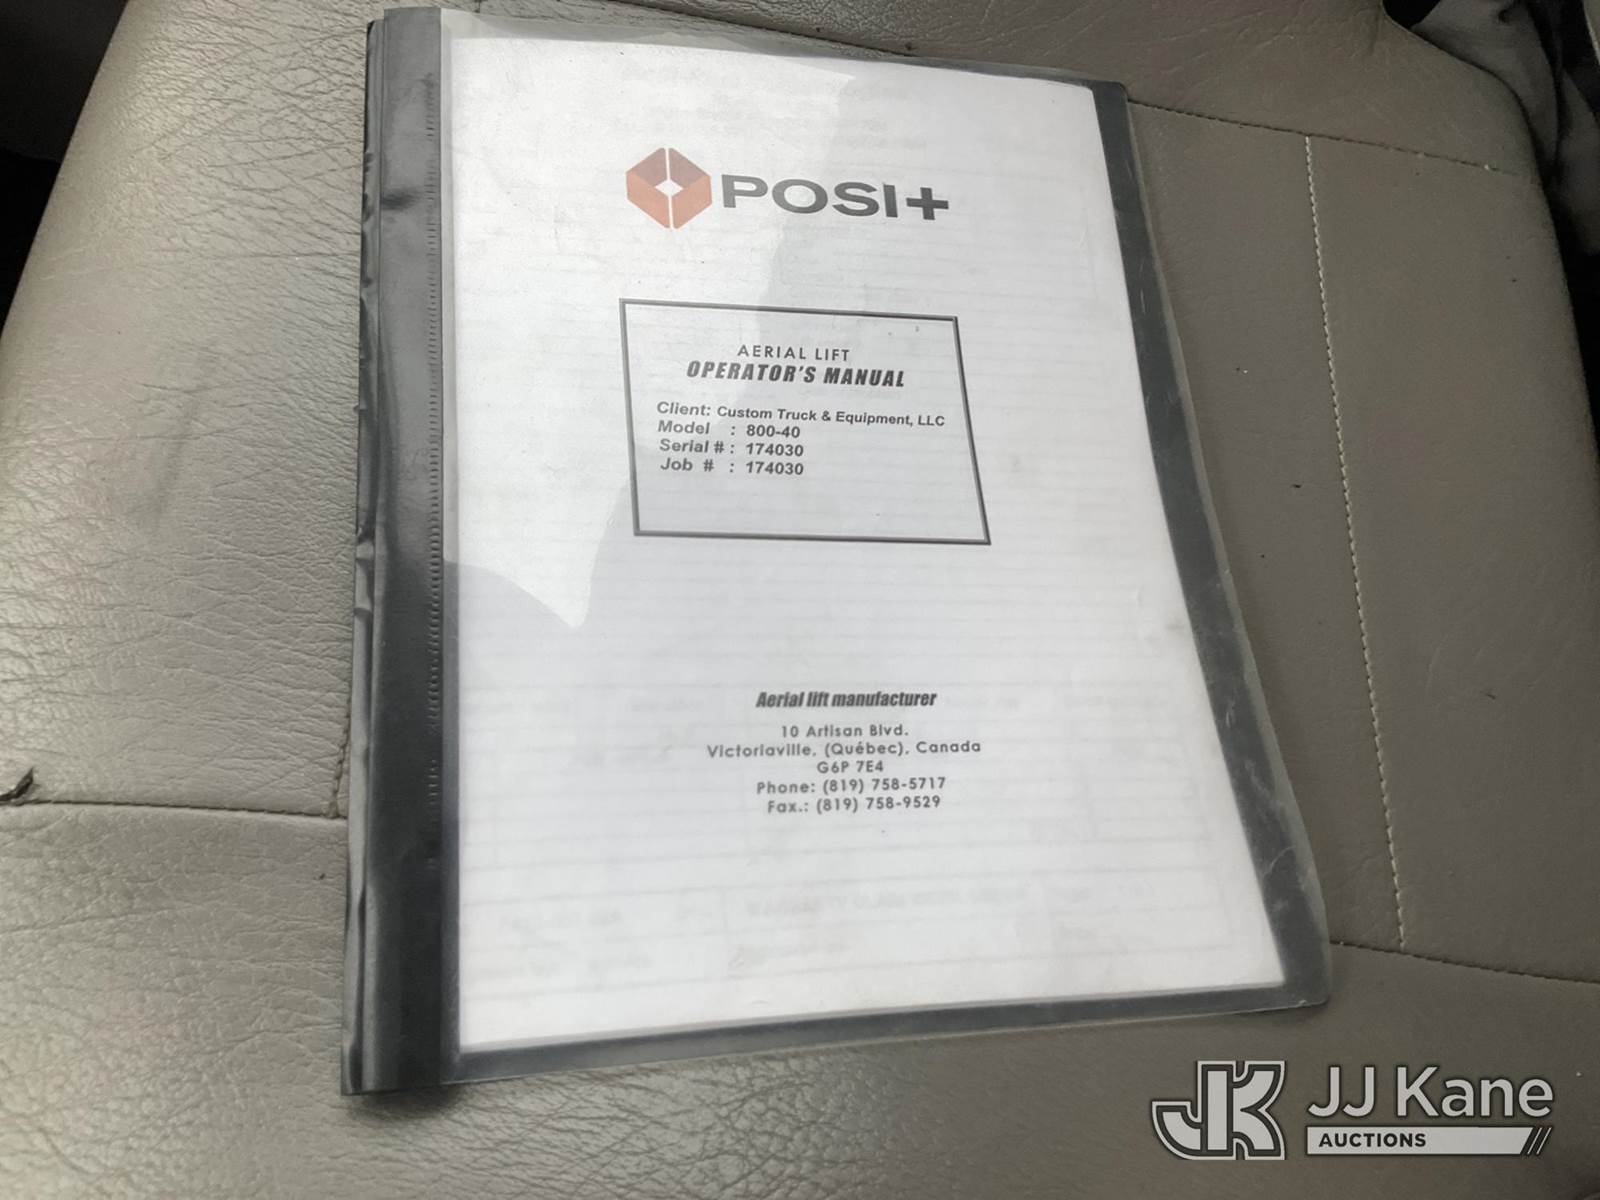 POSI+
AERIAL LIFT
OPERATOR'S MANUAL
Client: Custom Truck & Equipment, LLC
Model : 800-40
Serial # : 174030
Job # : 174030
Aerial lift manufacturer
10 Artisan Blvd.
Victoriaville, (Québec), Canada
G6P 7E4
Phone: (819) 758-5717
Fax.: (819) 758-9529
JK JJ Kane
AUCTIONS